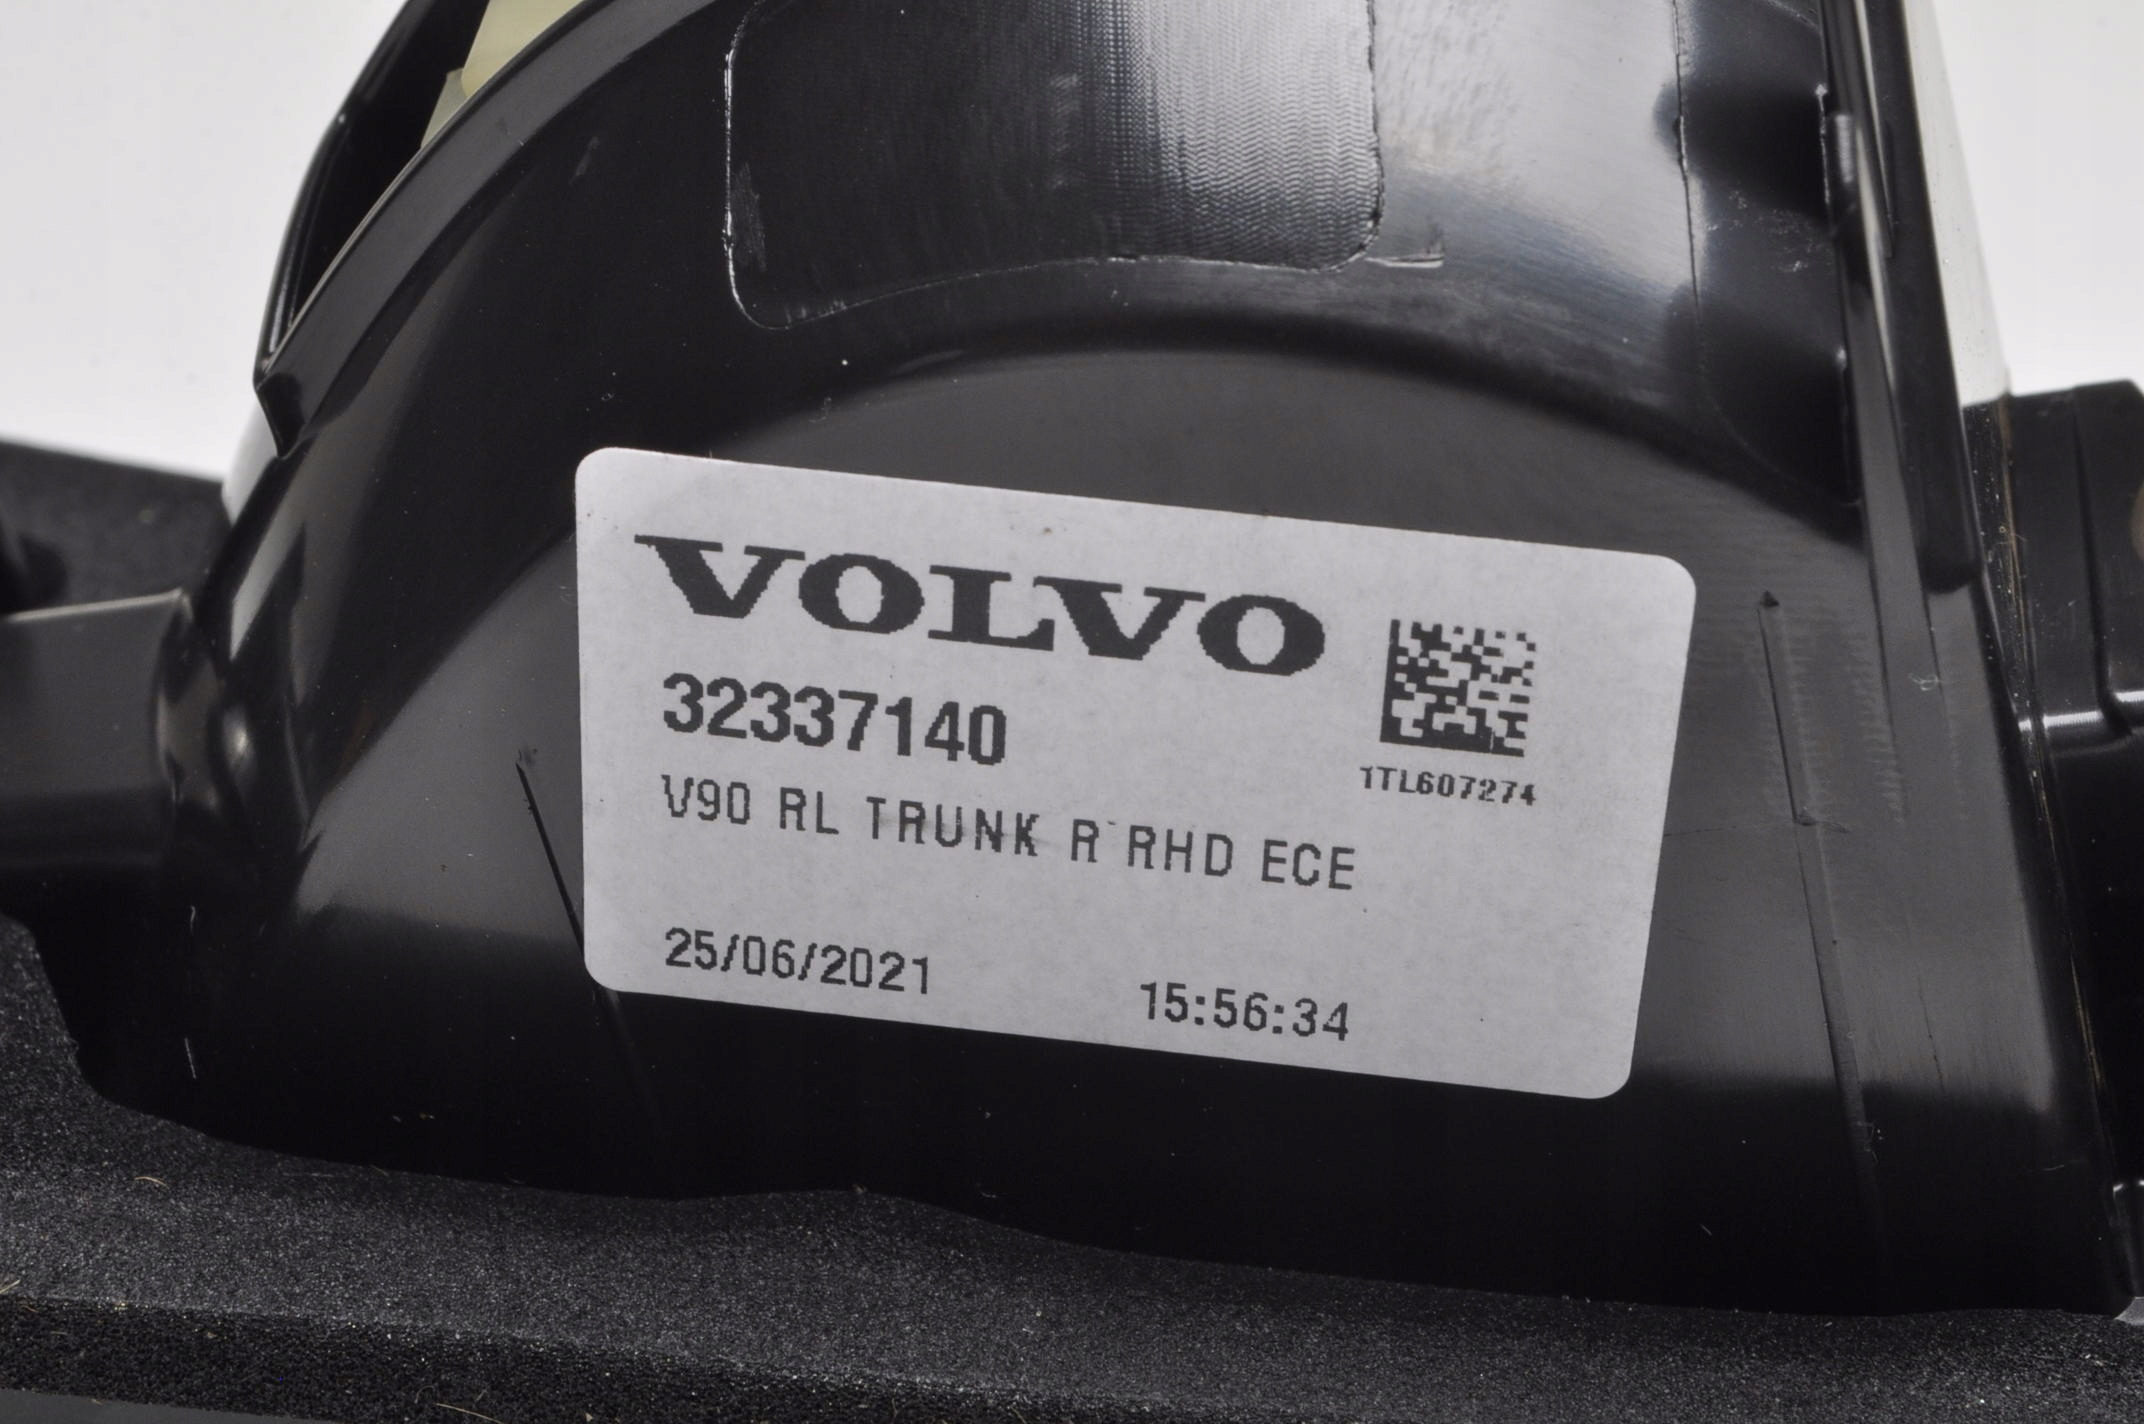 VOLVO
32337140
1TL607274
V90 RL TRUNK R RHD ECE
25/06/2021 15:56:34